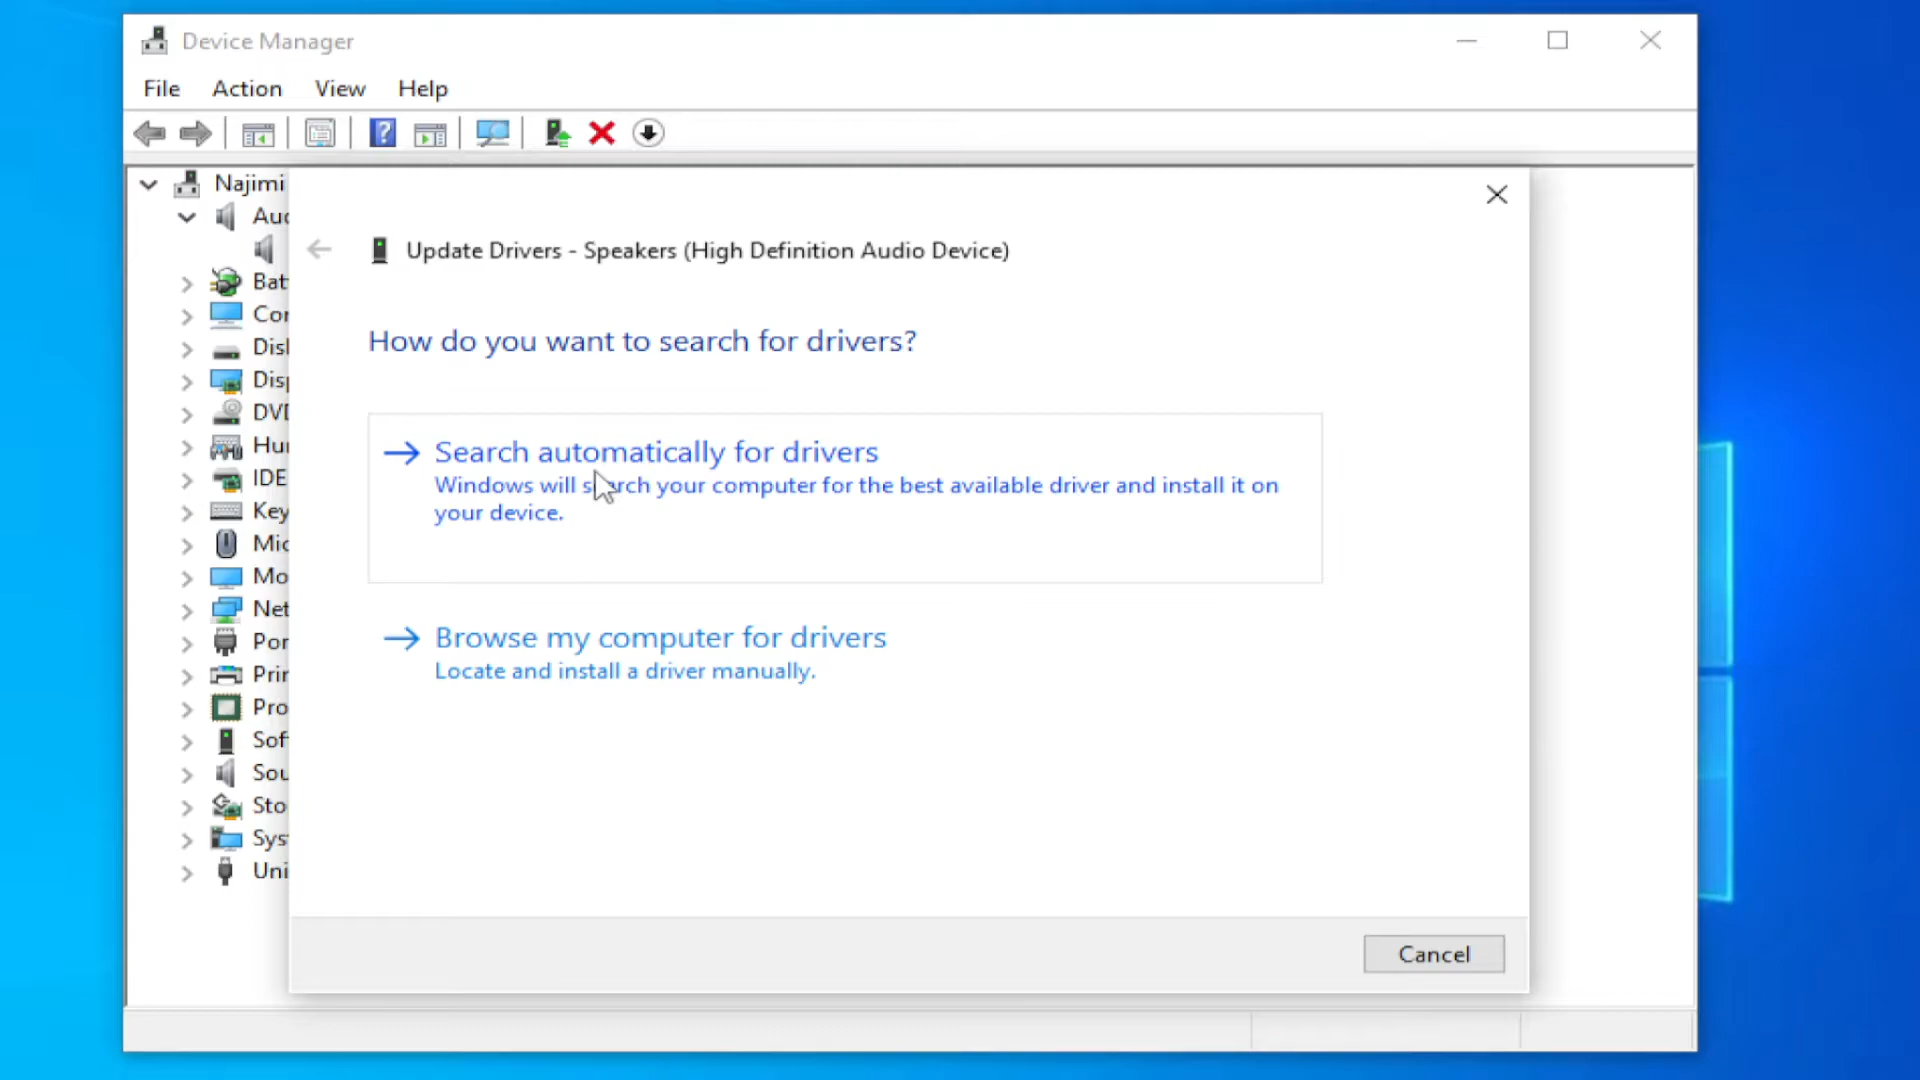 Device Manager
File Action View Help
Najimi
Update Drivers - Speakers (High Definition Audio Device)
How do you want to search for drivers?
Search automatically for drivers
Windows will search your computer for the best available driver and install it on
your device.
Browse my computer for drivers
Locate and install a driver manually.
IDE
Cancel